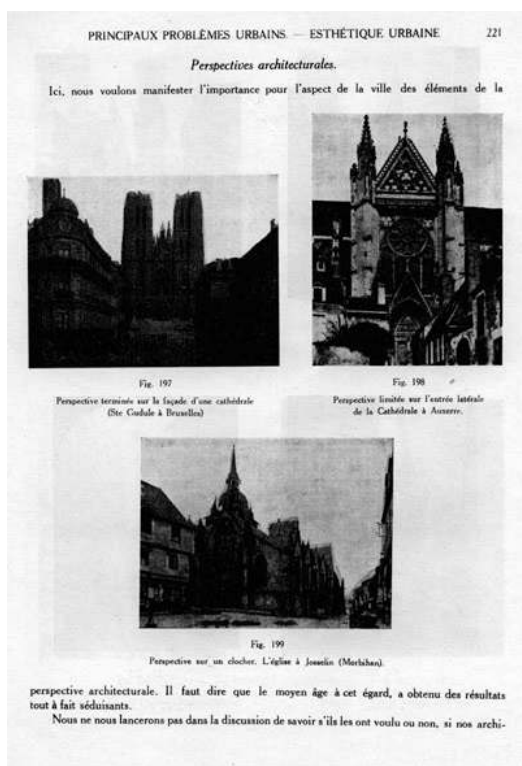 PRINCIPAUX PROBLÈMES URBAINS. — ESTHÉTIQUE URBAINE 221
Perspectives architecturales.
Ici, nous voulons manifester l'importance pour l'aspect de la ville des éléments de la
Fig. 197
Perspective terminée sur la façade d'une cathédrale
(Ste Gudule à Bruxelles)
Fig. 198
Perspective limitée sur l'entrée latérale
de la Cathédrale à Auxerre.
Fig. 199
Perspective sur un clocher. L'église à Josselin (Morbihan).
perspective architecturale. Il faut dire que le moyen âge à cet égard, a obtenu des résultats
tout à fait séduisants.
Nous ne nous lancerons pas dans la discussion de savoir s'ils les ont voulu ou non, si nos archi-